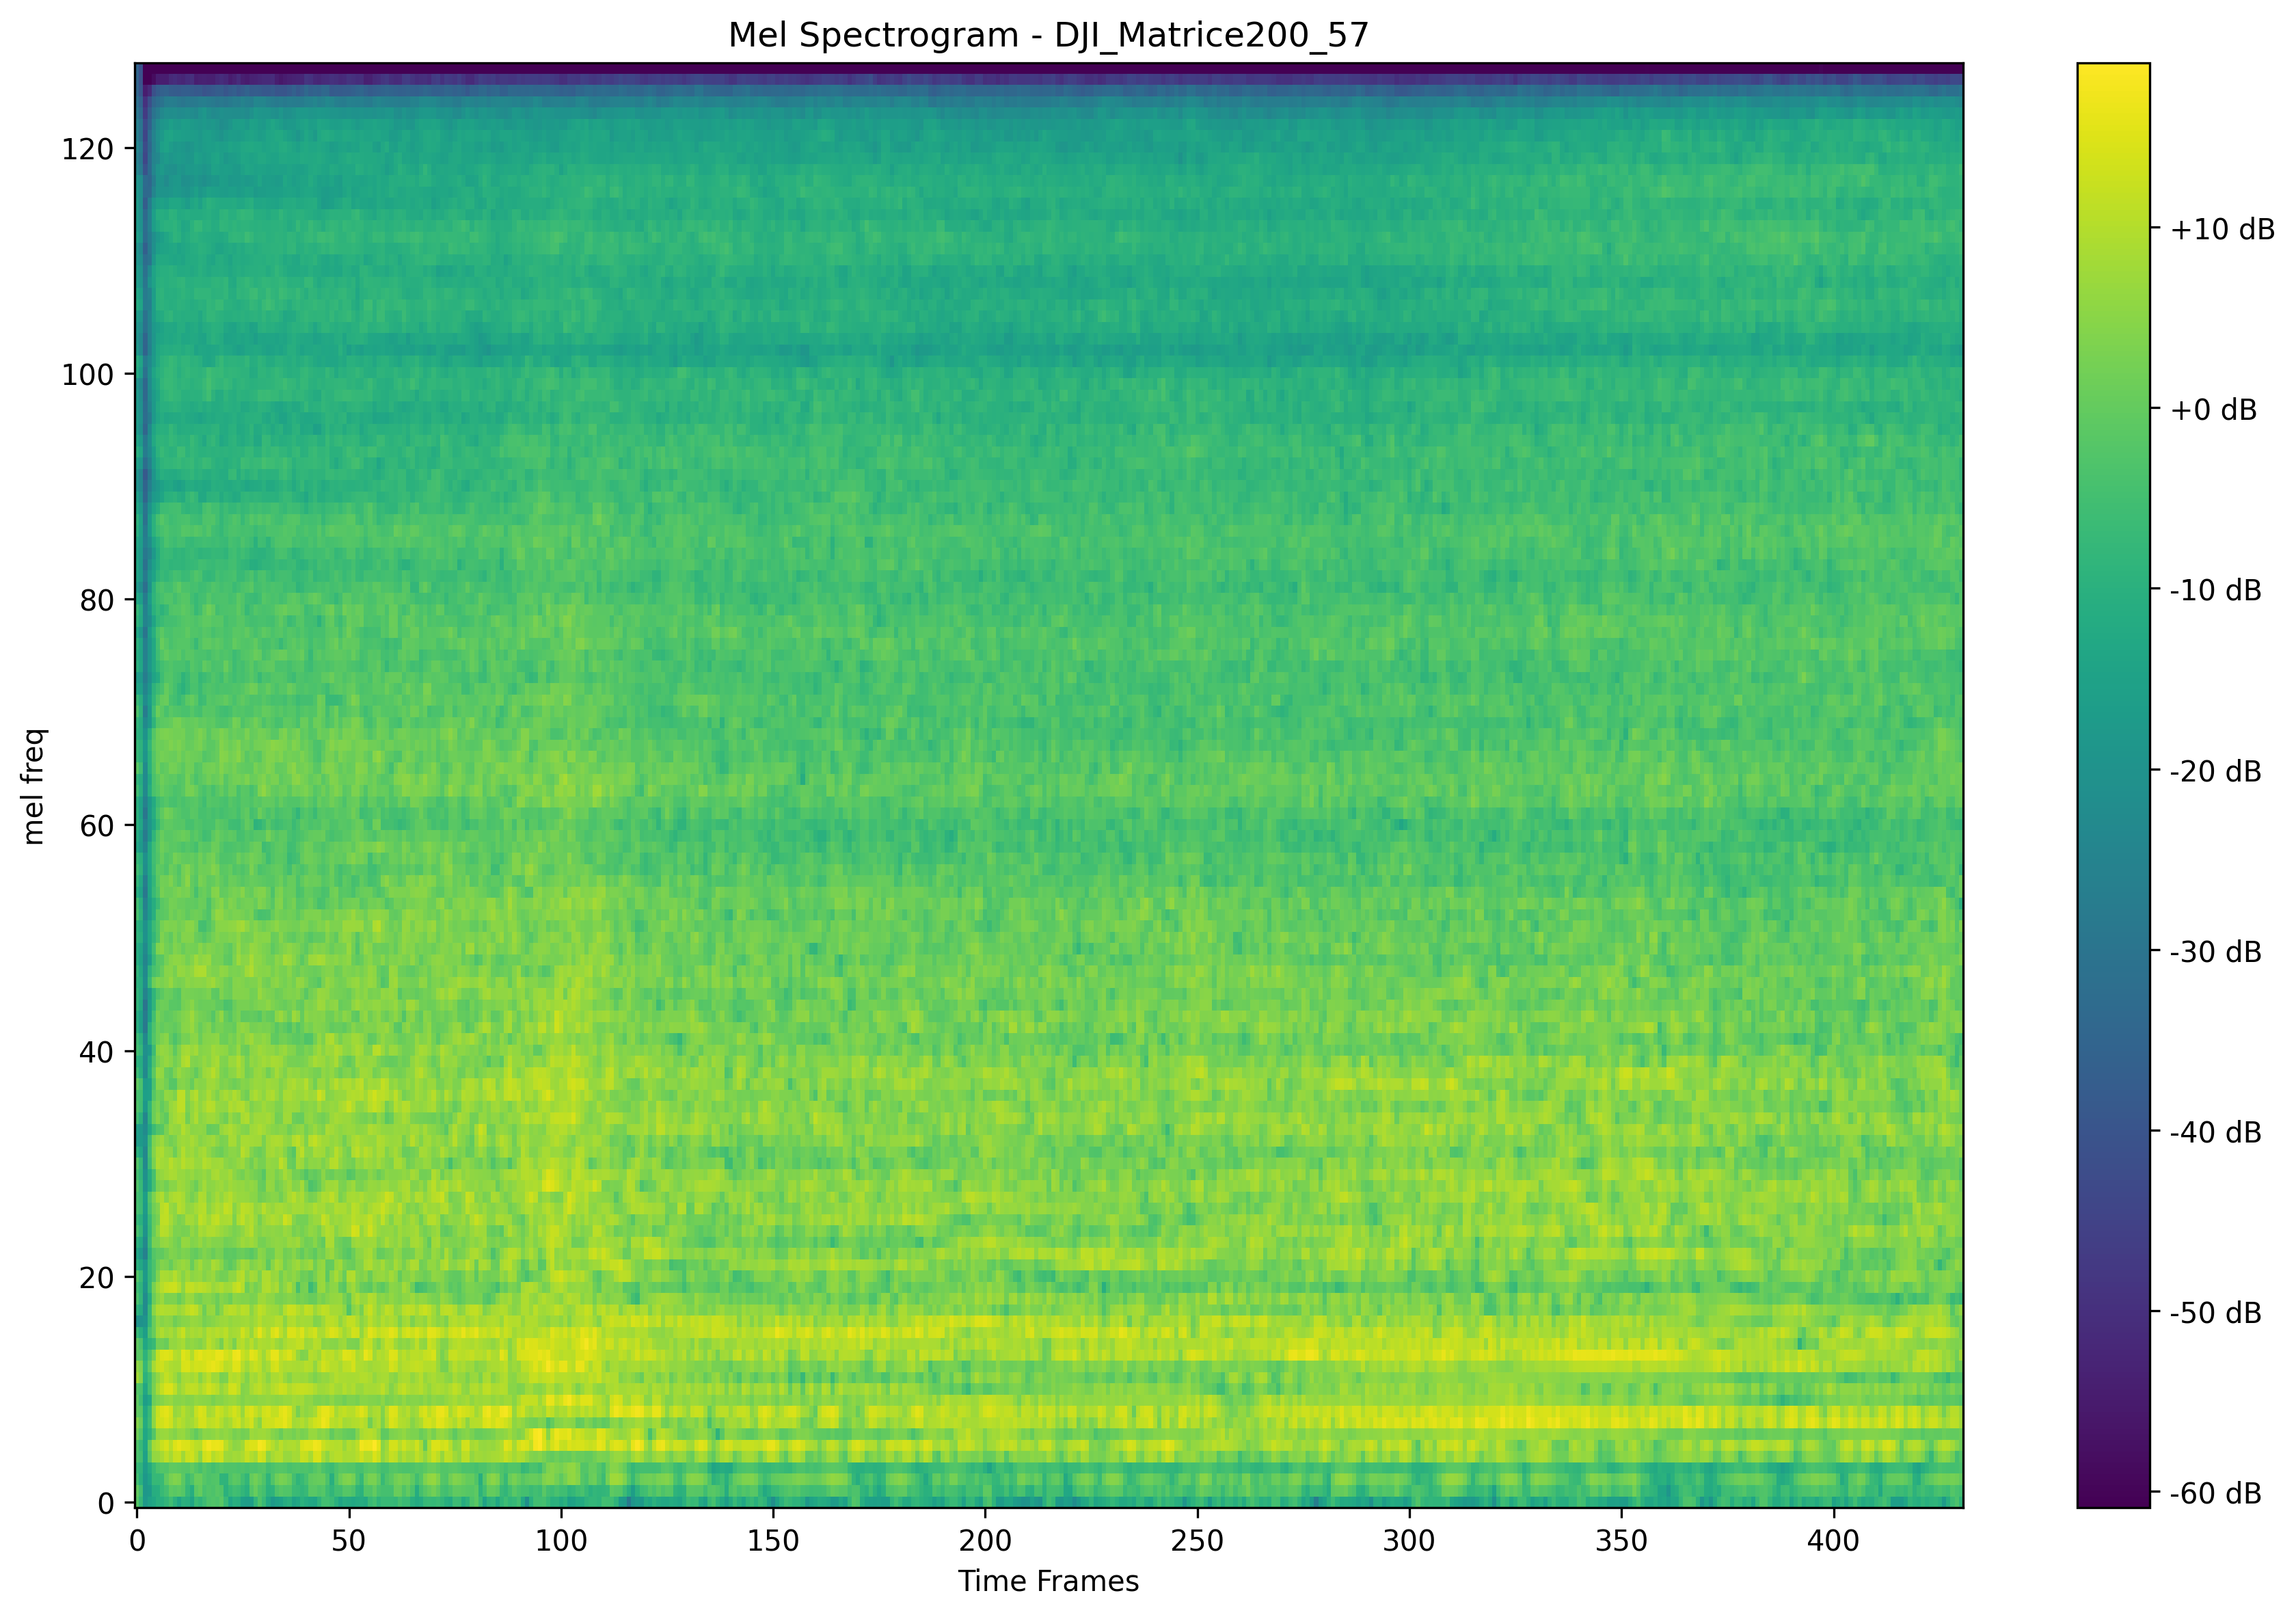 Mel Spectrogram - DJI_Matrice200_57
mel freq
120
100
80
60
40
20
0
0 50 100 150 200 250 300 350 400
Time Frames
+10 dB
+0 dB
-10 dB
-20 dB
-30 dB
-40 dB
-50 dB
-60 dB